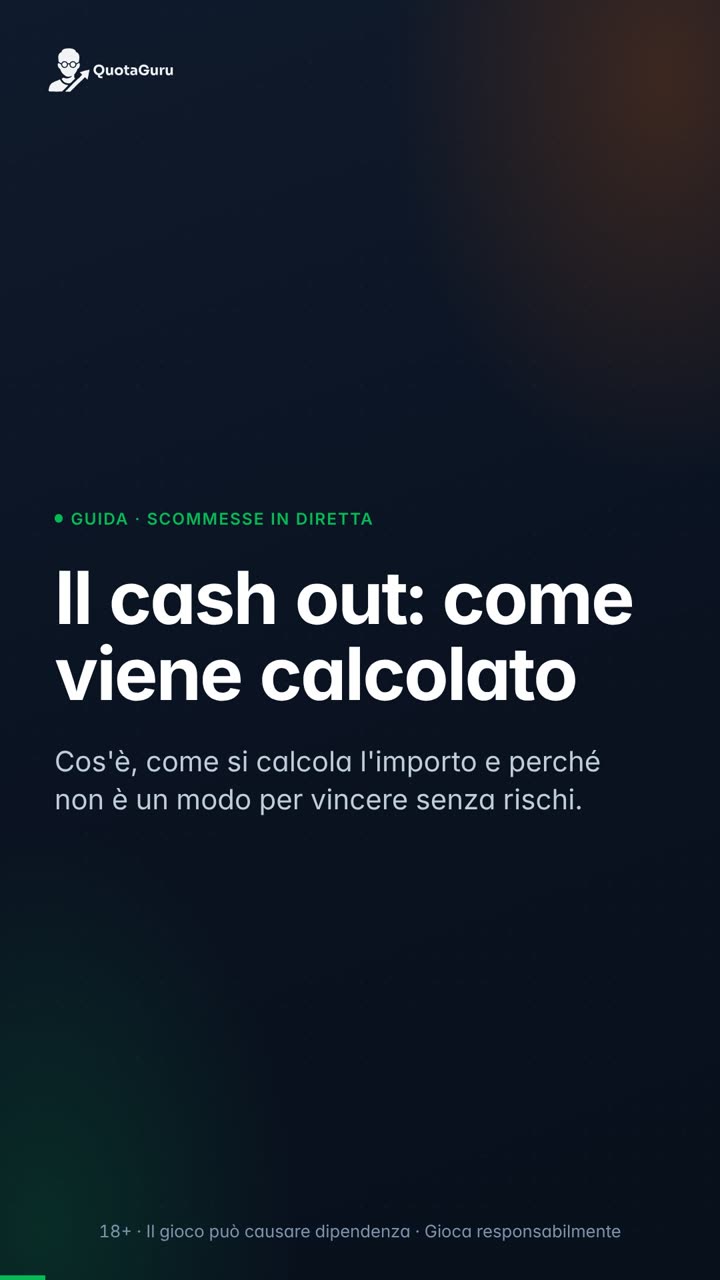 QuotaGuru
GUIDA · SCOMMESSE IN DIRETTA
Il cash out: come
viene calcolato
Cos'è, come si calcola l'importo e perché
non è un modo per vincere senza rischi.
18+ · Il gioco può causare dipendenza · Gioca responsabilmente